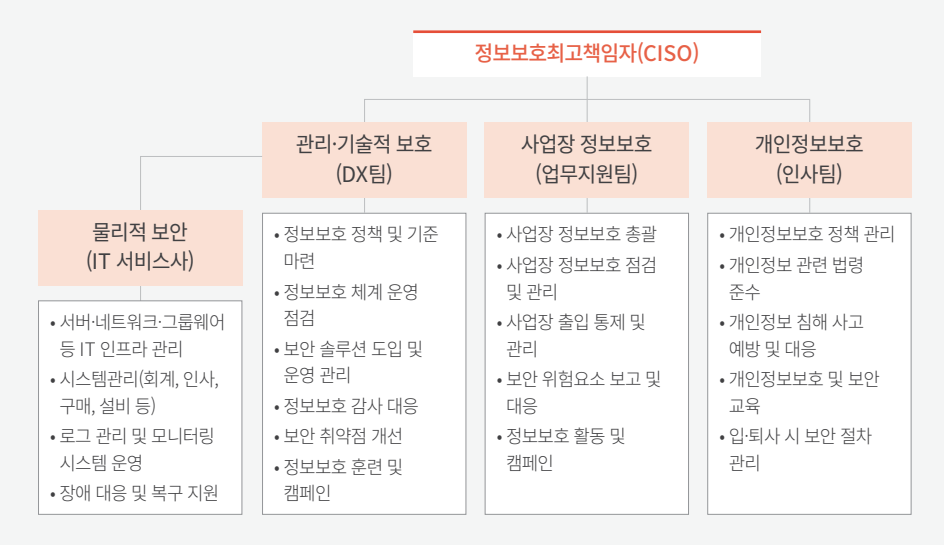 정보보호최고책임자(CISO)
관리·기술적 보호
(DX팀)
사업장 정보보호
(업무지원팀)
개인정보보호
(인사팀)
물리적 보안
(IT 서비스사)
• 서버·네트워크·그룹웨어
등 IT 인프라 관리
• 시스템관리(회계, 인사,
구매, 설비 등)
• 로그 관리 및 모니터링
시스템 운영
• 장애 대응 및 복구 지원
• 정보보호 정책 및 기준
마련
• 정보보호 체계 운영
점검
• 보안 솔루션 도입 및
운영 관리
• 정보보호 감사 대응
• 보안 취약점 개선
• 정보보호 훈련 및
캠페인
• 사업장 정보보호 총괄
• 사업장 정보보호 점검
및 관리
• 사업장 출입 통제 및
관리
• 보안 위험요소 보고 및
대응
• 정보보호 활동 및
캠페인
• 개인정보보호 정책 관리
• 개인정보 관련 법령
준수
• 개인정보 침해 사고
예방 및 대응
• 개인정보보호 및 보안
교육
• 입·퇴사 시 보안 절차
관리